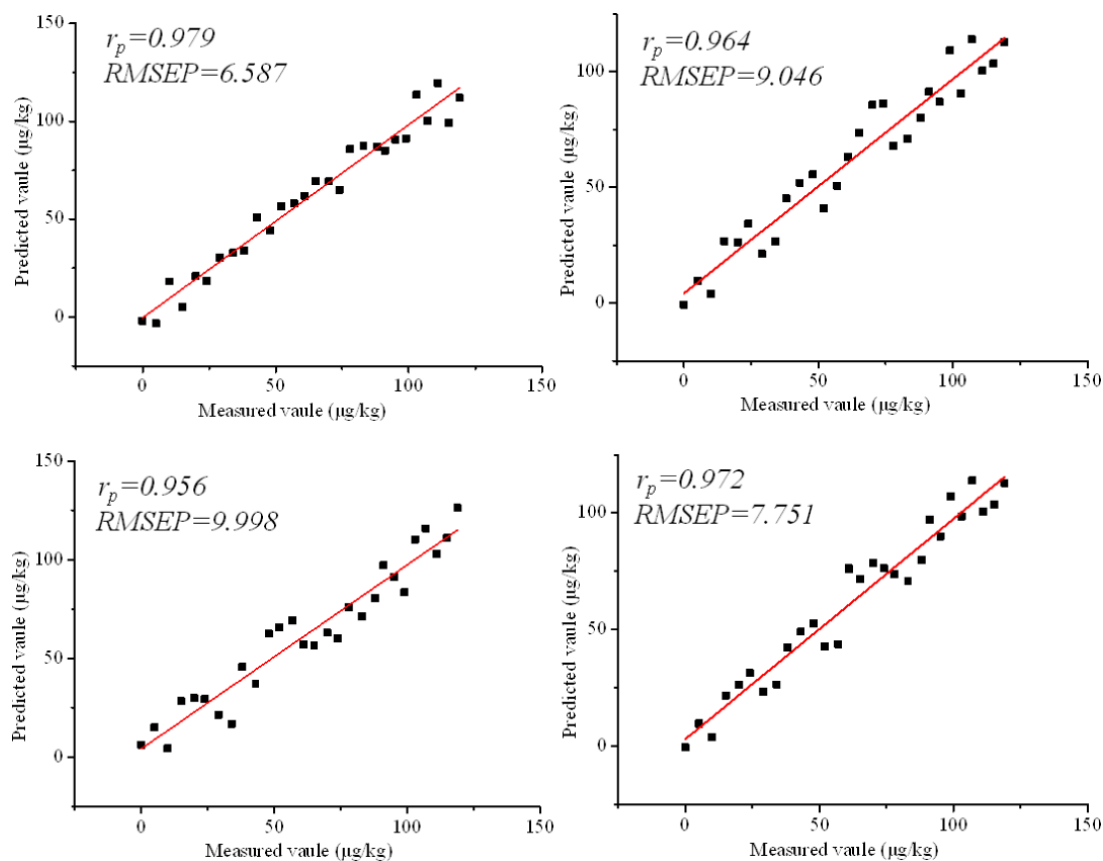 r_p=0.979
RMSEP=6.587
150
100
50
0
Predicted vaule (µg/kg)
0
50
100
150
Measured vaule (µg/kg)
r_p=0.964
RMSEP=9.046
100
50
0
Predicted vaule (µg/kg)
0
50
100
150
Measured vaule (µg/kg)
r_p=0.956
RMSEP=9.998
150
100
50
0
Predicted vaule (µg/kg)
0
50
100
150
Measured vaule (µg/kg)
r_p=0.972
RMSEP=7.751
100
50
0
Predicted vaule (µg/kg)
0
50
100
150
Measured vaule (µg/kg)